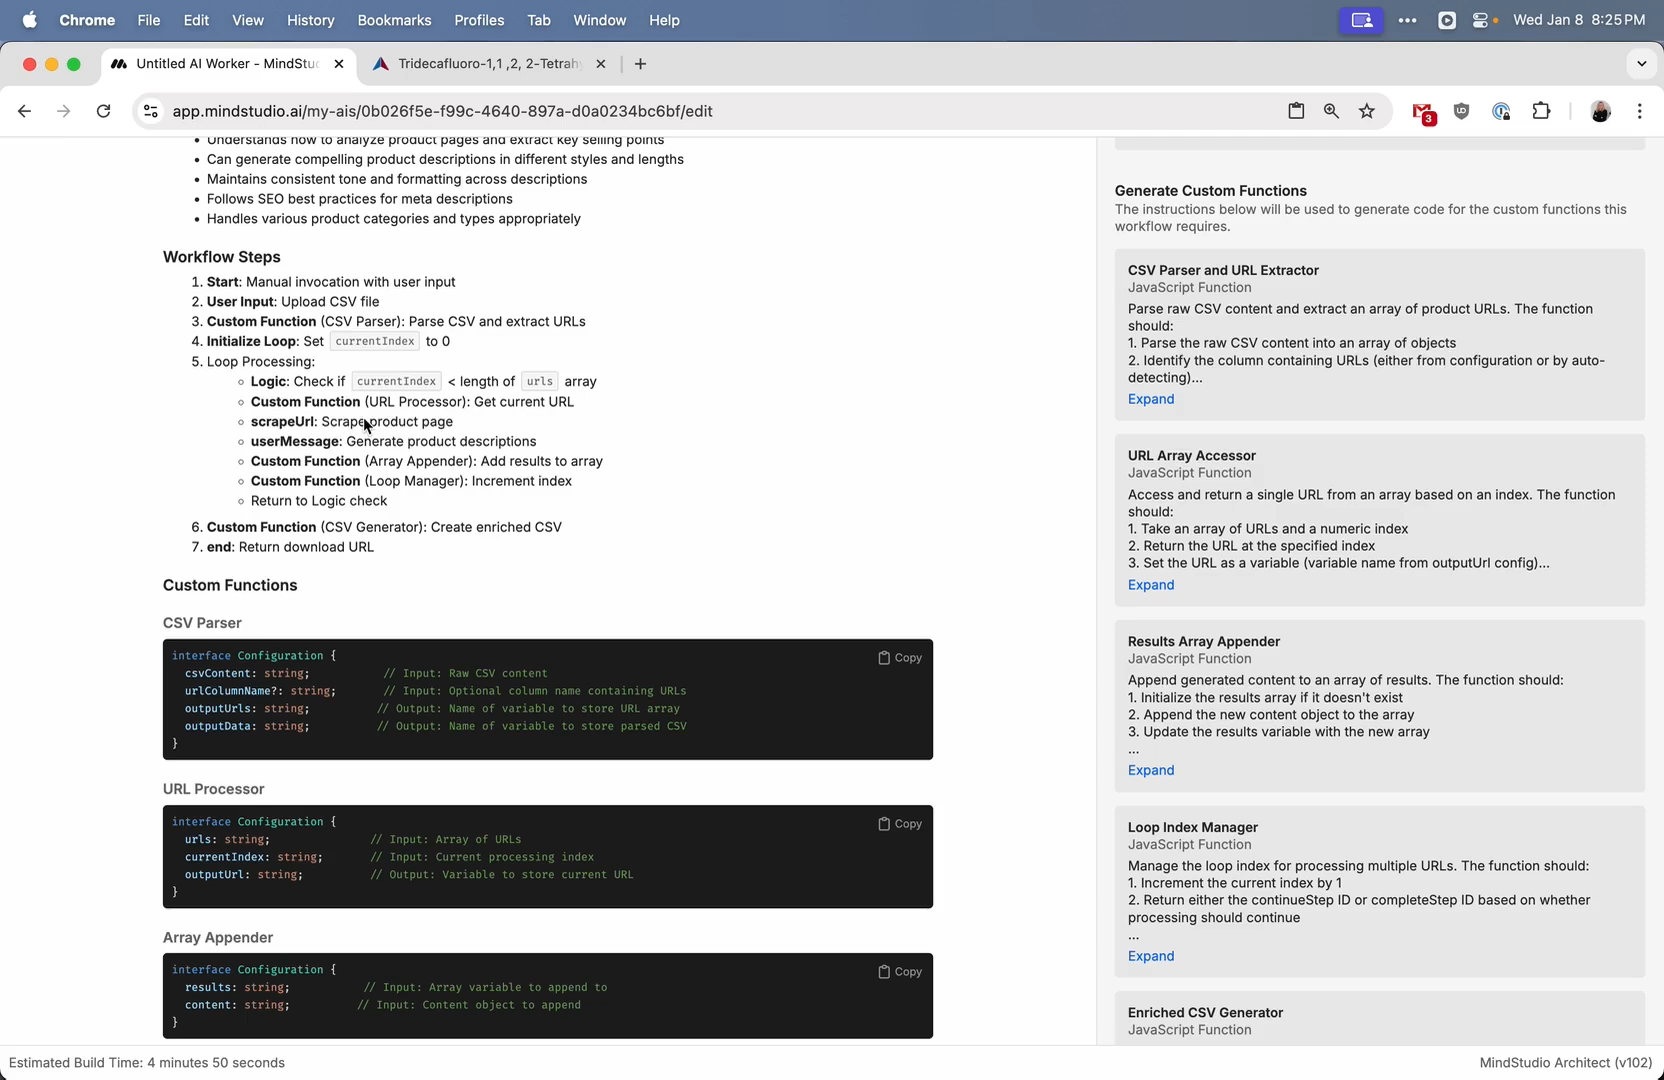 Chrome File Edit View History Bookmarks Profiles Tab Window Help
Wed Jan 8 8:25 PM
Untitled AI Worker - MindStu
Tridecafluoro-1,1 ,2, 2-Tetrah
app.mindstudio.ai/my-ais/0b026f5e-f99c-4640-897a-d0a0234bc6bf/edit
3
• Understands how to analyze product pages and extract key selling points
• Can generate compelling product descriptions in different styles and lengths
• Maintains consistent tone and formatting across descriptions
• Follows SEO best practices for meta descriptions
• Handles various product categories and types appropriately
Workflow Steps
1. Start: Manual invocation with user input
2. User Input: Upload CSV file
3. Custom Function (CSV Parser): Parse CSV and extract URLs
4. Initialize Loop: Set currentIndex to 0
5. Loop Processing:
○ Logic: Check if currentIndex < length of urls array
○ Custom Function (URL Processor): Get current URL
○ scrapeUrl: Scrape product page
○ userMessage: Generate product descriptions
○ Custom Function (Array Appender): Add results to array
○ Custom Function (Loop Manager): Increment index
○ Return to Logic check
6. Custom Function (CSV Generator): Create enriched CSV
7. end: Return download URL
Custom Functions
CSV Parser
Copy
interface Configuration {
csvContent: string; // Input: Raw CSV content
urlColumnName?: string; // Input: Optional column name containing URLs
outputUrls: string; // Output: Name of variable to store URL array
outputData: string; // Output: Name of variable to store parsed CSV
}
URL Processor
Copy
interface Configuration {
urls: string; // Input: Array of URLs
currentIndex: string; // Input: Current processing index
outputUrl: string; // Output: Variable to store current URL
}
Array Appender
Copy
interface Configuration {
results: string; // Input: Array variable to append to
content: string; // Input: Content object to append
}
Generate Custom Functions
The instructions below will be used to generate code for the custom functions this
workflow requires.
CSV Parser and URL Extractor
JavaScript Function
Parse raw CSV content and extract an array of product URLs. The function
should:
1. Parse the raw CSV content into an array of objects
2. Identify the column containing URLs (either from configuration or by auto-
detecting)...
Expand
URL Array Accessor
JavaScript Function
Access and return a single URL from an array based on an index. The function
should:
1. Take an array of URLs and a numeric index
2. Return the URL at the specified index
3. Set the URL as a variable (variable name from outputUrl config)...
Expand
Results Array Appender
JavaScript Function
Append generated content to an array of results. The function should:
1. Initialize the results array if it doesn't exist
2. Append the new content object to the array
3. Update the results variable with the new array
...
Expand
Loop Index Manager
JavaScript Function
Manage the loop index for processing multiple URLs. The function should:
1. Increment the current index by 1
2. Return either the continueStep ID or completeStep ID based on whether
processing should continue
...
Expand
Enriched CSV Generator
JavaScript Function
Estimated Build Time: 4 minutes 50 seconds
MindStudio Architect (v102)